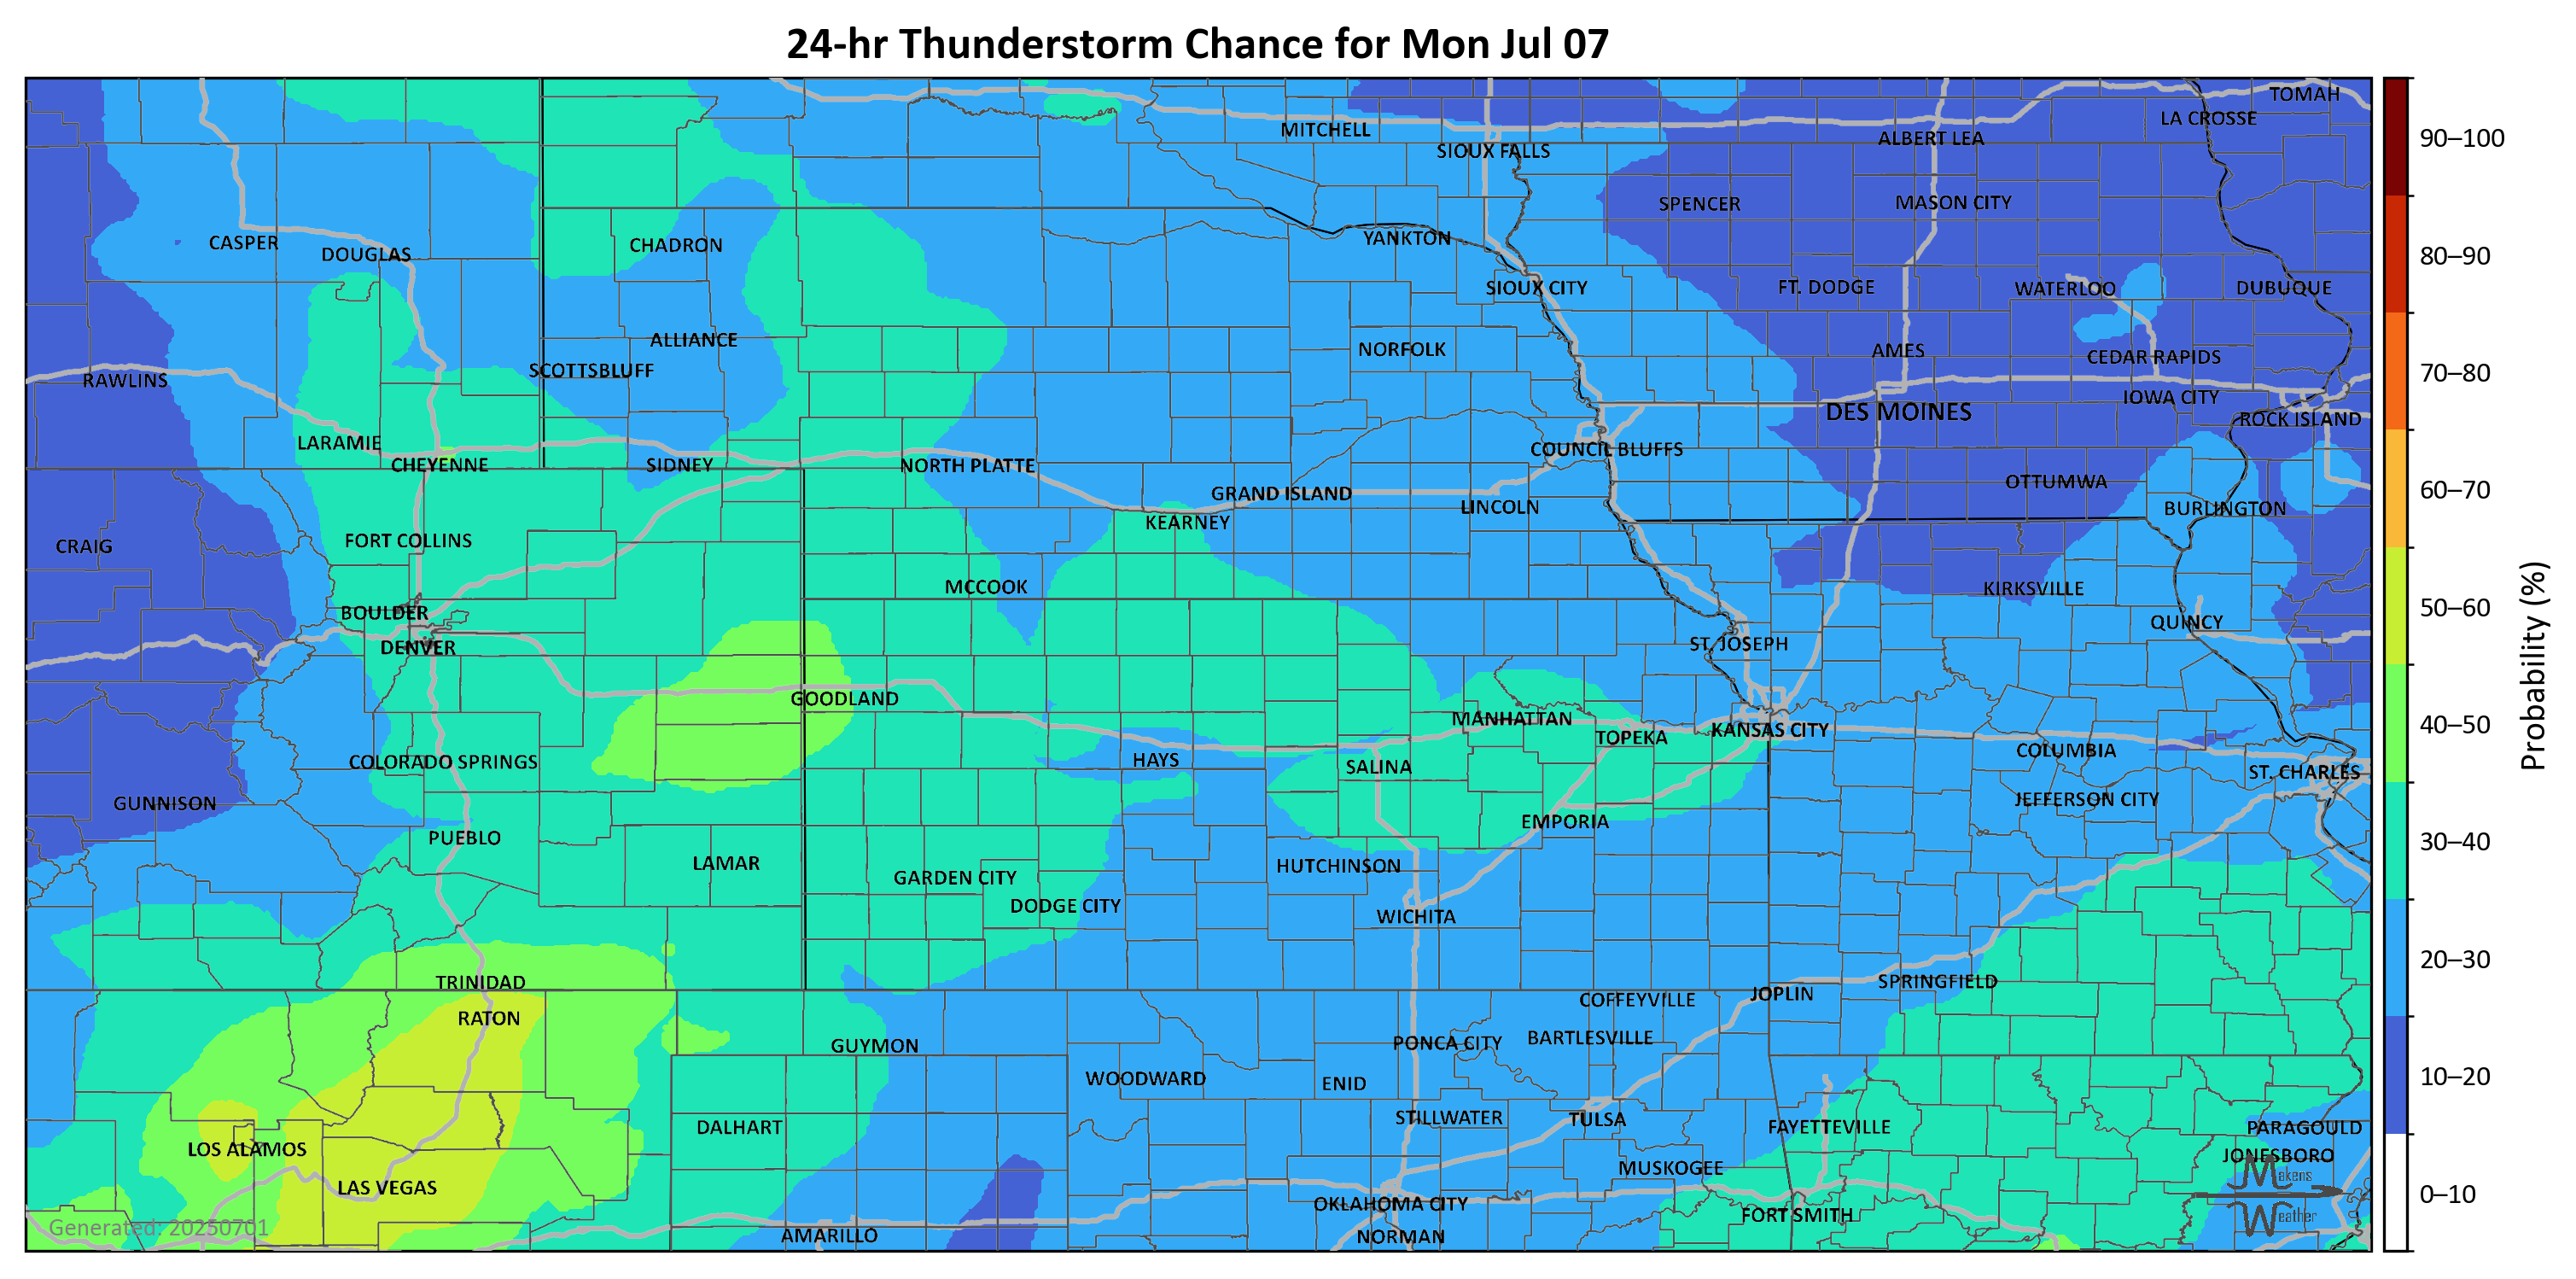 24-hr Thunderstorm Chance for Mon Jul 07
TOMAH
LA CROSSE
MITCHELL
ALBERT LEA
SIOUX FALLS
SPENCER
MASON CITY
CASPER
DOUGLAS
CHADRON
YANKTON
SIOUX CITY
FT. DODGE
WATERLOO
DUBUQUE
ALLIANCE
NORFOLK
AMES
CEDAR RAPIDS
RAWLINS
SCOTTSBLUFF
IOWA CITY
DES MOINES
ROCK ISLAND
LARAMIE
COUNCIL BLUFFS
CHEYENNE
SIDNEY
NORTH PLATTE
OTTUMWA
GRAND ISLAND
LINCOLN
BURLINGTON
KEARNEY
CRAIG
FORT COLLINS
MCCOOK
KIRKSVILLE
BOULDER
QUINCY
DENVER
ST. JOSEPH
GOODLAND
MANHATTAN
TOPEKA
KANSAS CITY
COLUMBIA
COLORADO SPRINGS
HAYS
SALINA
ST. CHARLES
GUNNISON
JEFFERSON CITY
EMPORIA
PUEBLO
LAMAR
HUTCHINSON
GARDEN CITY
DODGE CITY
WICHITA
TRINIDAD
SPRINGFIELD
JOPLIN
COFFEYVILLE
RATON
BARTLESVILLE
GUYMON
PONCA CITY
WOODWARD
ENID
STILLWATER
TULSA
DALHART
FAYETTEVILLE
PARAGOULD
LOS ALAMOS
JONESBORO
MUSKOGEE
LAS VEGAS
OKLAHOMA CITY
FORT SMITH
AMARILLO
NORMAN
Generated: 20250701
Makens
Weather
90–100
80–90
70–80
60–70
50–60
40–50
30–40
20–30
10–20
0–10
Probability (%)